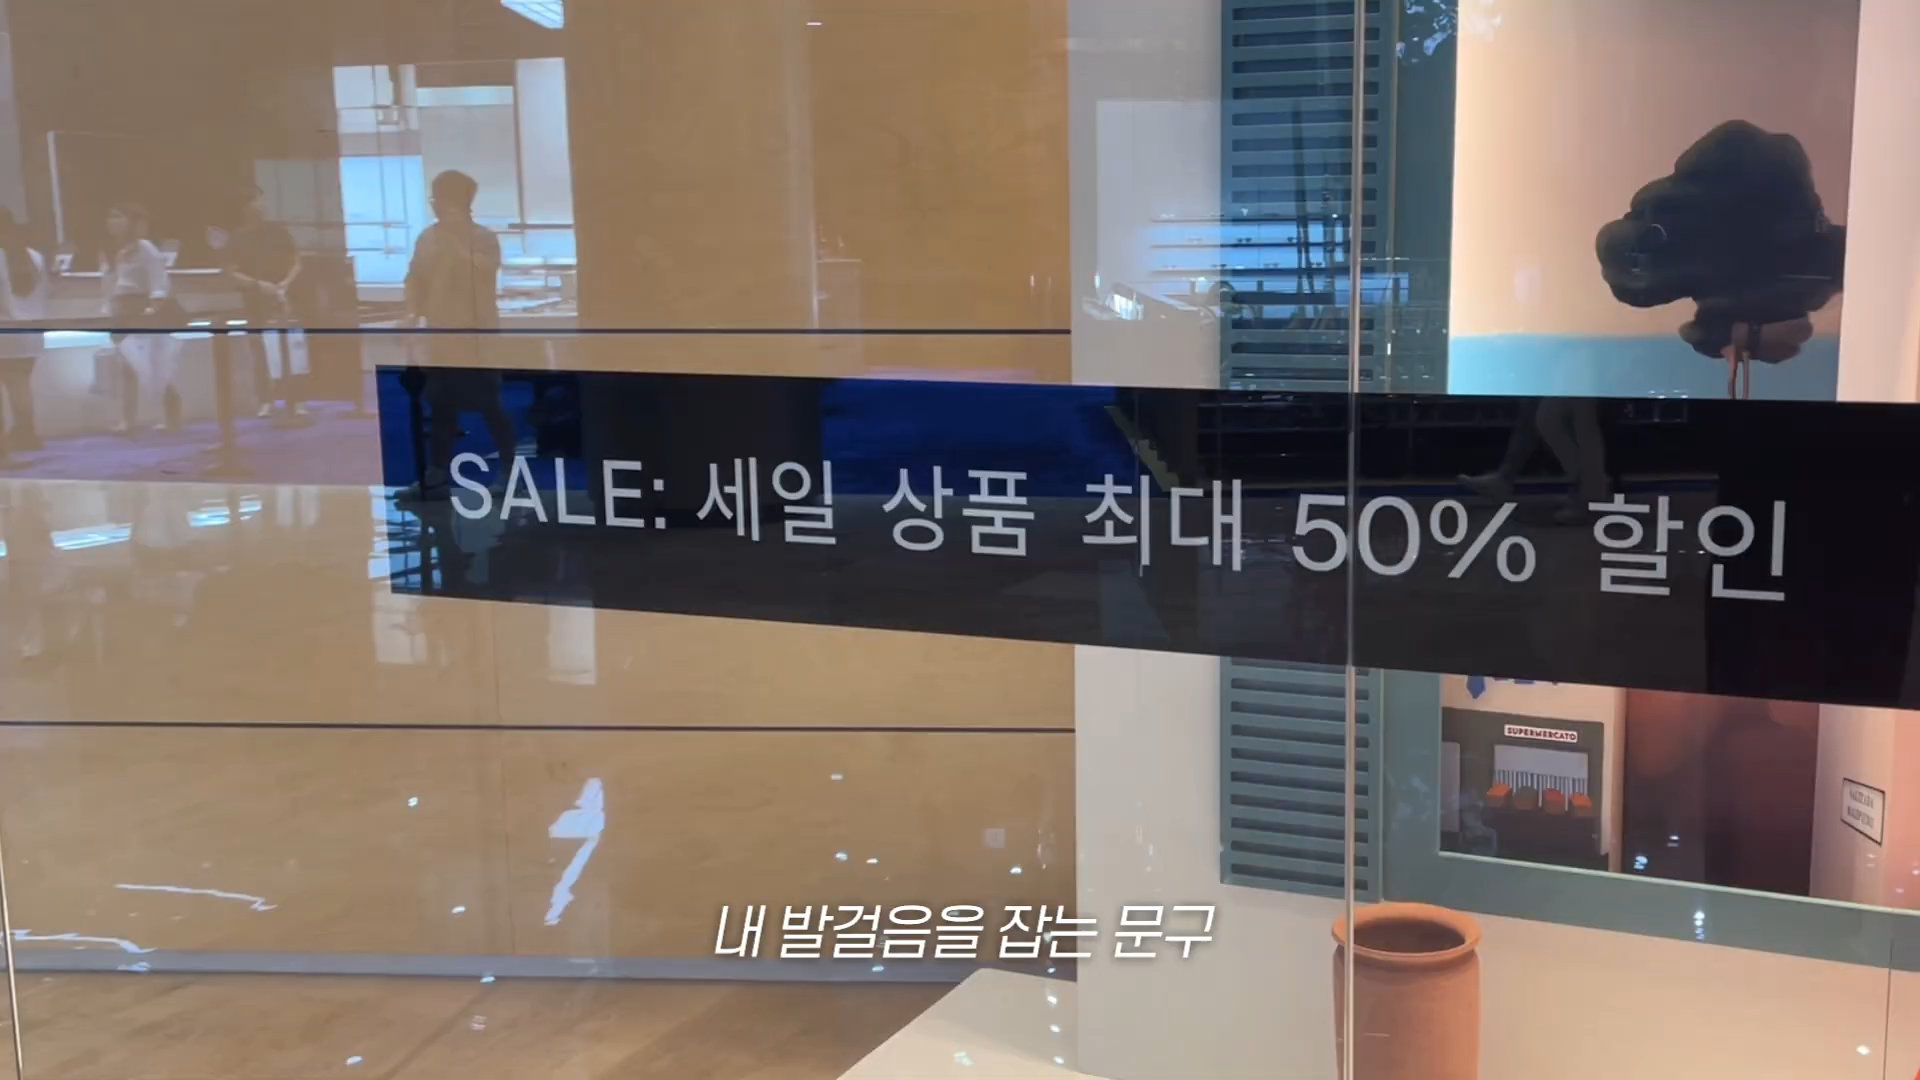 SALE: 세일 상품 최대 50% 할인
SUPERMERCATO
내 발걸음을 잡는 문구